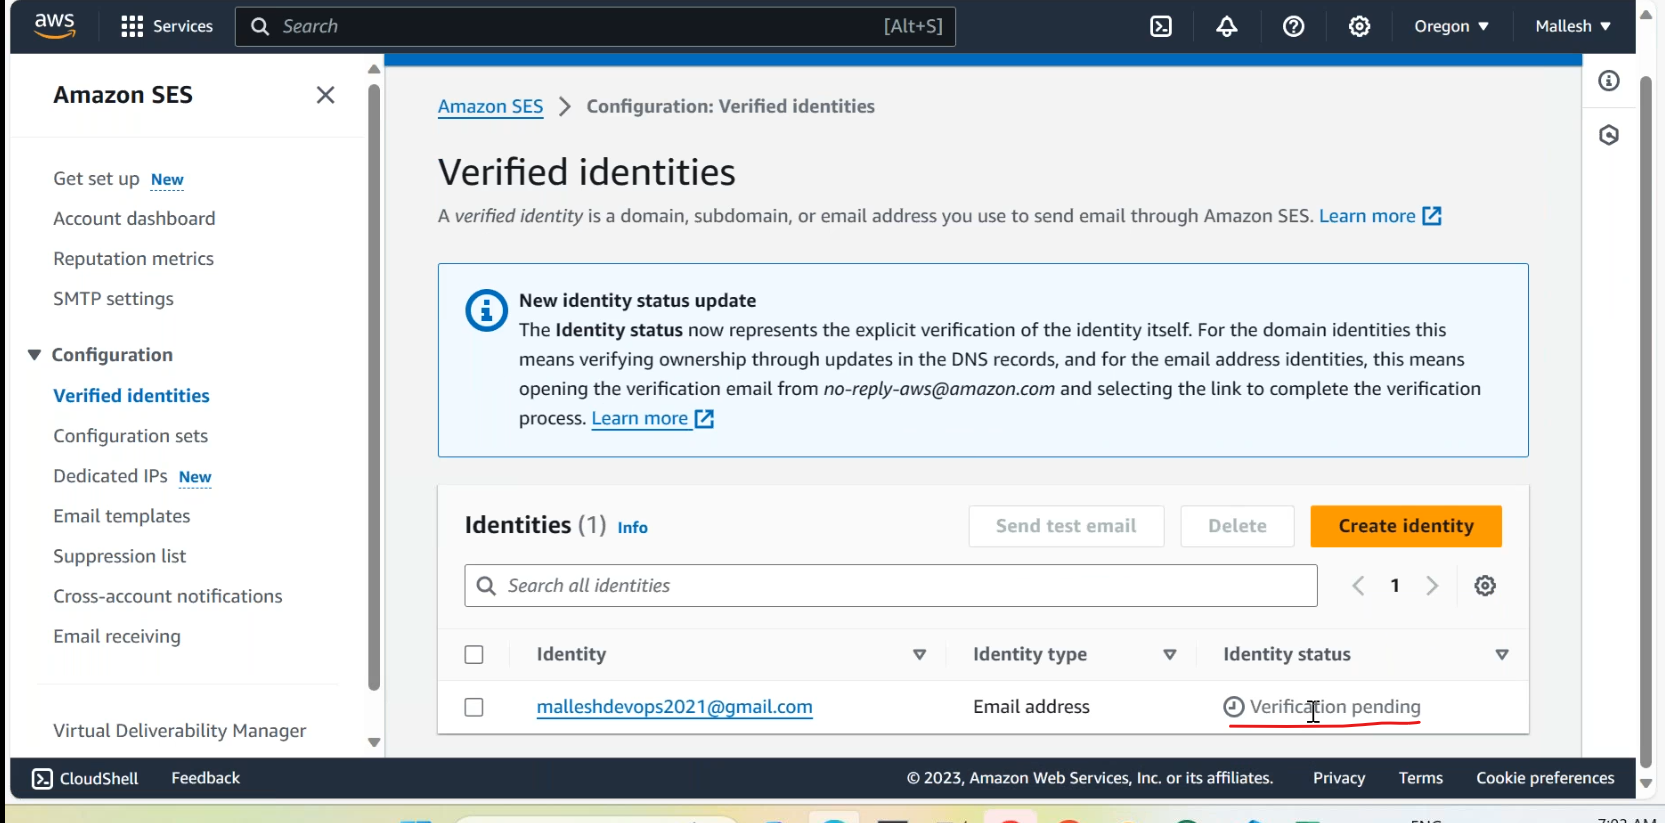 aws
Services
Search
[Alt+S]
Oregon
Mallesh
Amazon SES
Get set up New
Account dashboard
Reputation metrics
SMTP settings
Configuration
Verified identities
Configuration sets
Dedicated IPs New
Email templates
Suppression list
Cross-account notifications
Email receiving
Virtual Deliverability Manager
Amazon SES > Configuration: Verified identities
Verified identities
A verified identity is a domain, subdomain, or email address you use to send email through Amazon SES. Learn more
New identity status update
The Identity status now represents the explicit verification of the identity itself. For the domain identities this
means verifying ownership through updates in the DNS records, and for the email address identities, this means
opening the verification email from no-reply-aws@amazon.com and selecting the link to complete the verification
process. Learn more
Identities (1) Info
Send test email
Delete
Create identity
Search all identities
1
Identity
Identity type
Identity status
malleshdevops2021@gmail.com
Email address
Verification pending
CloudShell
Feedback
© 2023, Amazon Web Services, Inc. or its affiliates.
Privacy
Terms
Cookie preferences